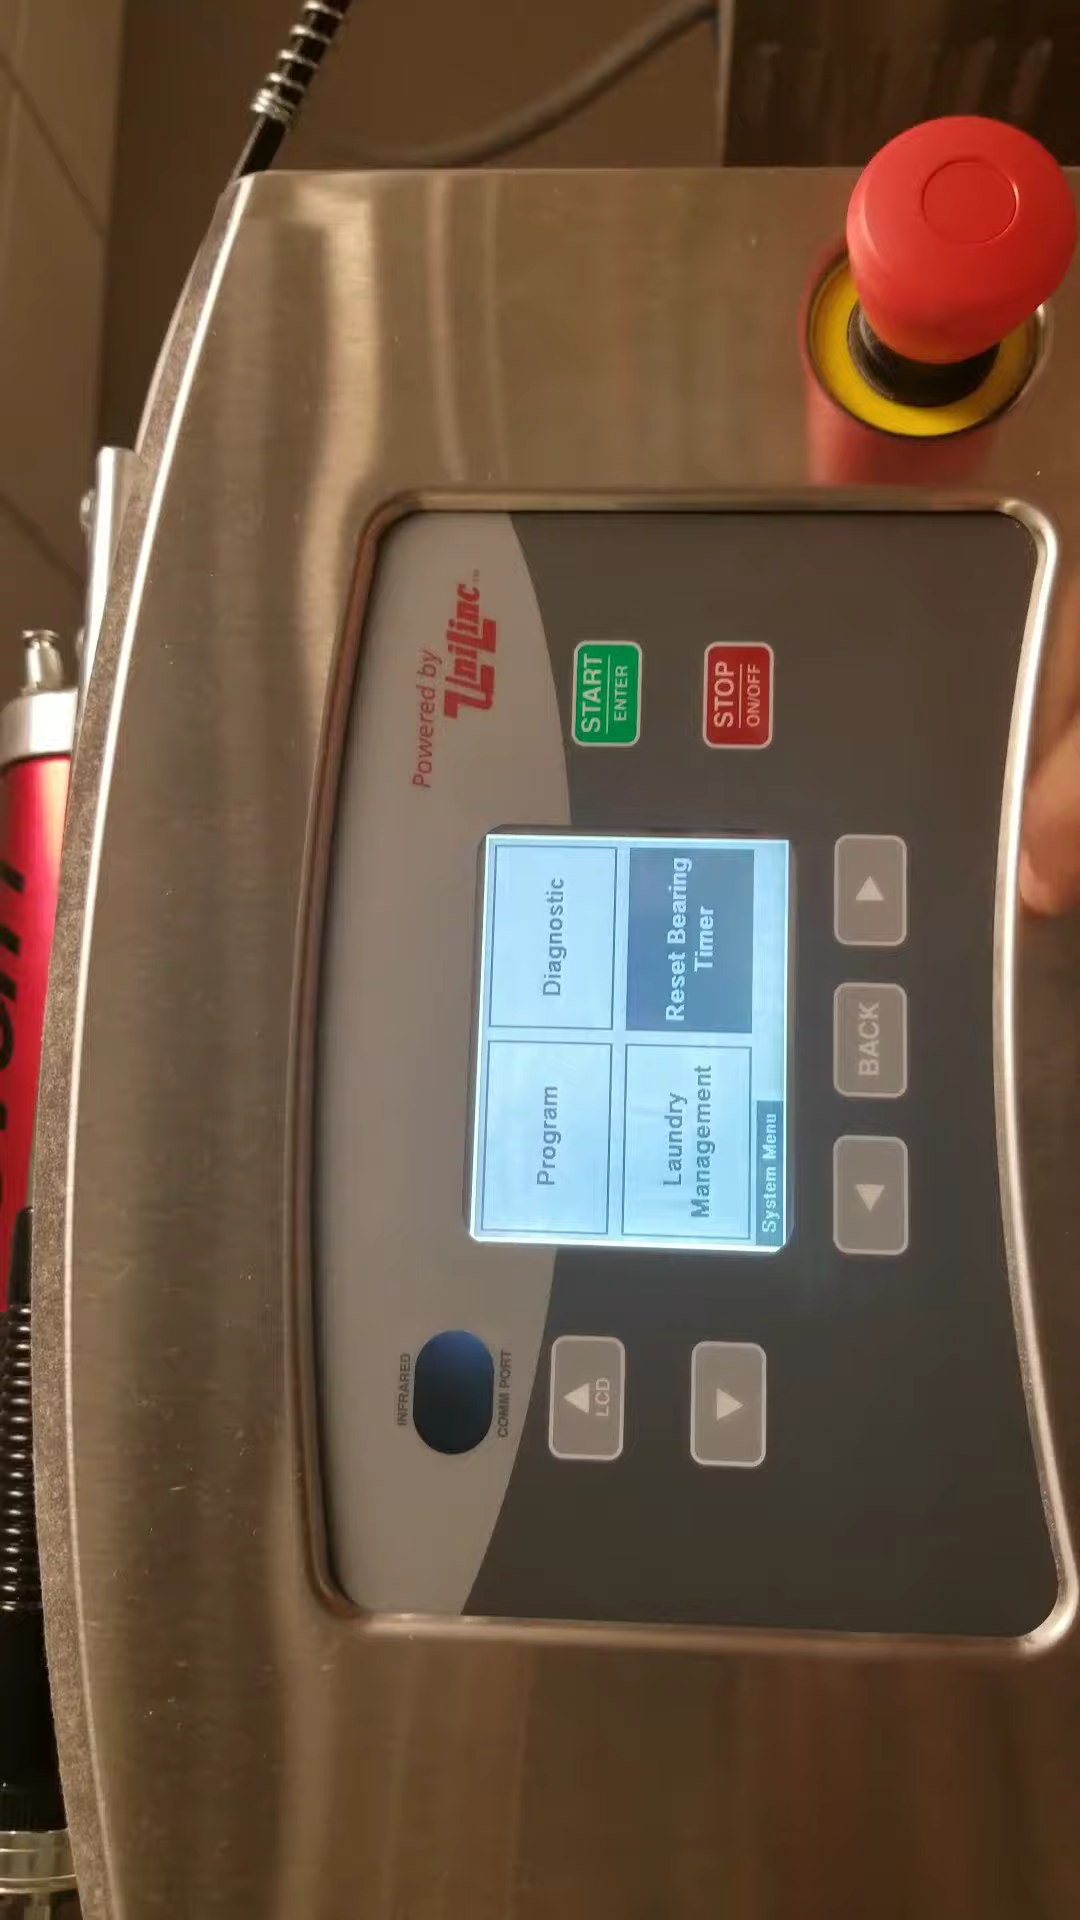 Powered by
UniLinc™
INFRARED
COMM PORT
LCD
Program
Diagnostic
Laundry
Management
Reset Bearing
Timer
System Menu
START
ENTER
STOP
ON/OFF
BACK